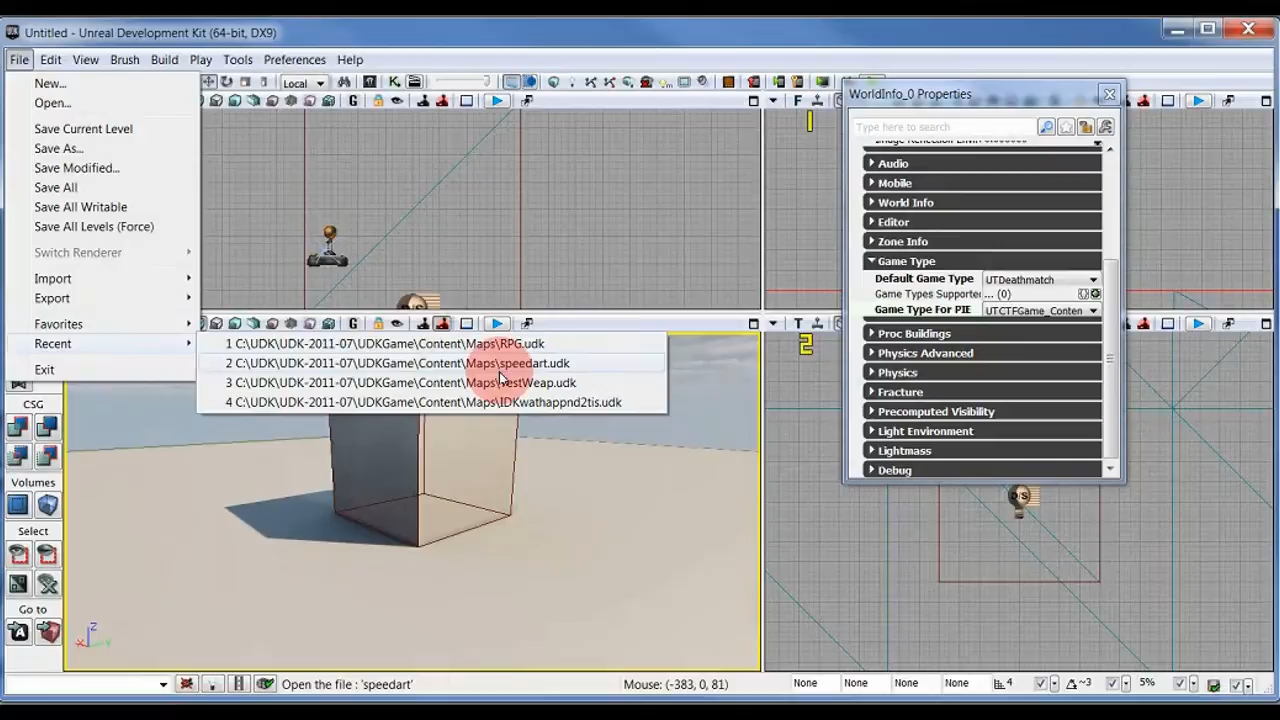 Untitled - Unreal Development Kit (64-bit, DX9)
File Edit View Brush Build Play Tools Preferences Help
New...
Open...
Save Current Level
Save As...
Save Modified...
Save All
Save All Writable
Save All Levels (Force)
Switch Renderer
Import
Export
Favorites
Recent
Exit
Local
G
F
1 C:\UDK\UDK-2011-07\UDKGame\Content\Maps\RPG.udk
2 C:\UDK\UDK-2011-07\UDKGame\Content\Maps\speedart.udk
3 C:\UDK\UDK-2011-07\UDKGame\Content\Maps\TestWeap.udk
4 C:\UDK\UDK-2011-07\UDKGame\Content\Maps\IDKwathappnd2tis.udk
WorldInfo_0 Properties
Type here to search
Audio
Mobile
World Info
Editor
Zone Info
Game Type
Default Game Type UTDeathmatch
Game Types Supporte ... (0)
Game Type For PIE UTCTFGame_Conten
Proc Buildings
Physics Advanced
Physics
Fracture
Precomputed Visibility
Light Environment
Lightmass
Debug
G
T
CSG
Volumes
Select
Go to
Z
X
Y
D/S
Open the file : 'speedart'
Mouse: (-383, 0, 81)
None None None None 4 ~3 5%